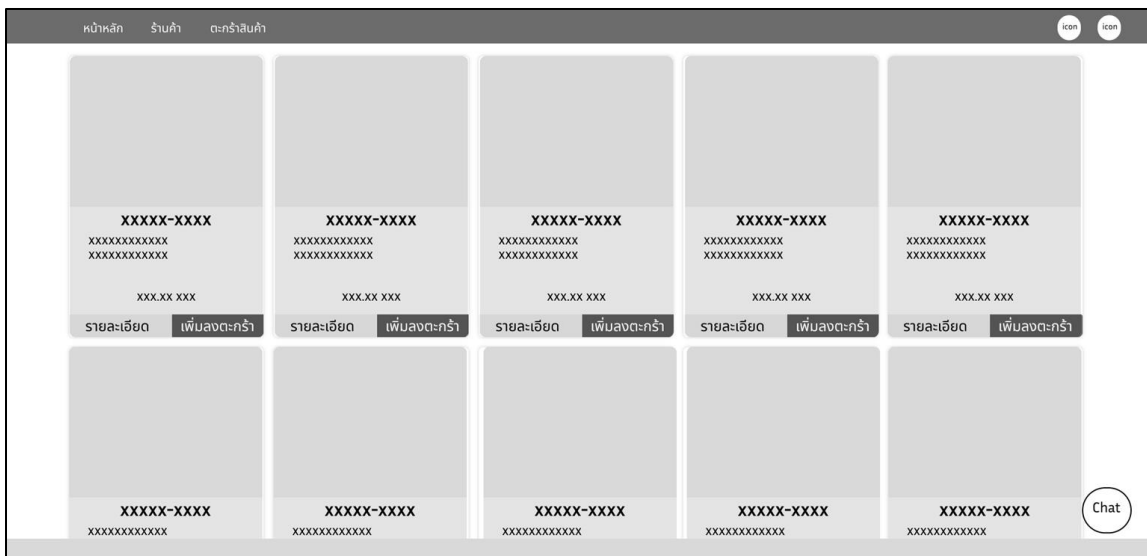 หน้าหลัก ร้านค้า ตะกร้าสินค้า icon icon
xxxxx-xxxx xxxxx-xxxx xxxxx-xxxx xxxxx-xxxx xxxxx-xxxx
xxxxxxxxxxxx xxxxxxxxxxxx xxxxxxxxxxxx xxxxxxxxxxxx xxxxxxxxxxxx
xxxxxxxxxxxx xxxxxxxxxxxx xxxxxxxxxxxx xxxxxxxxxxxx xxxxxxxxxxxx
xxx.xx xxx xxx.xx xxx xxx.xx xxx xxx.xx xxx xxx.xx xxx
รายละเอียด เพิ่มลงตะกร้า รายละเอียด เพิ่มลงตะกร้า รายละเอียด เพิ่มลงตะกร้า รายละเอียด เพิ่มลงตะกร้า รายละเอียด เพิ่มลงตะกร้า
xxxxx-xxxx xxxxx-xxxx xxxxx-xxxx xxxxx-xxxx xxxxx-xxxx Chat
xxxxxxxxxxxx xxxxxxxxxxxx xxxxxxxxxxxx xxxxxxxxxxxx xxxxxxxxxxxx